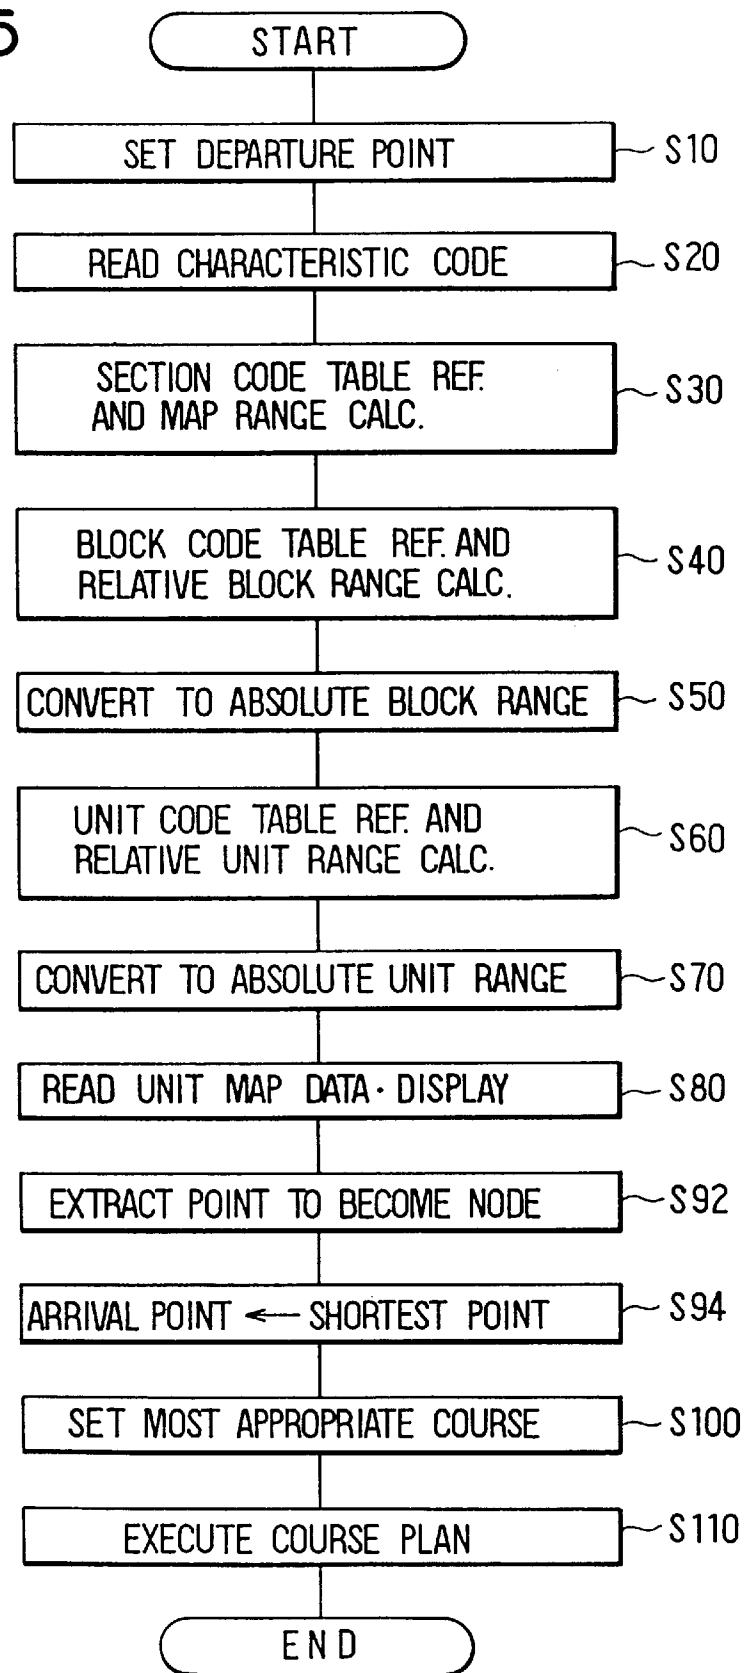 5
START
SET DEPARTURE POINT
S10
READ CHARACTERISTIC CODE
S20
SECTION CODE TABLE REF.
AND MAP RANGE CALC.
S30
BLOCK CODE TABLE REF. AND
RELATIVE BLOCK RANGE CALC.
S40
CONVERT TO ABSOLUTE BLOCK RANGE
S50
UNIT CODE TABLE REF. AND
RELATIVE UNIT RANGE CALC.
S60
CONVERT TO ABSOLUTE UNIT RANGE
S70
READ UNIT MAP DATA · DISPLAY
S80
EXTRACT POINT TO BECOME NODE
S92
ARRIVAL POINT ← SHORTEST POINT
S94
SET MOST APPROPRIATE COURSE
S100
EXECUTE COURSE PLAN
S110
END